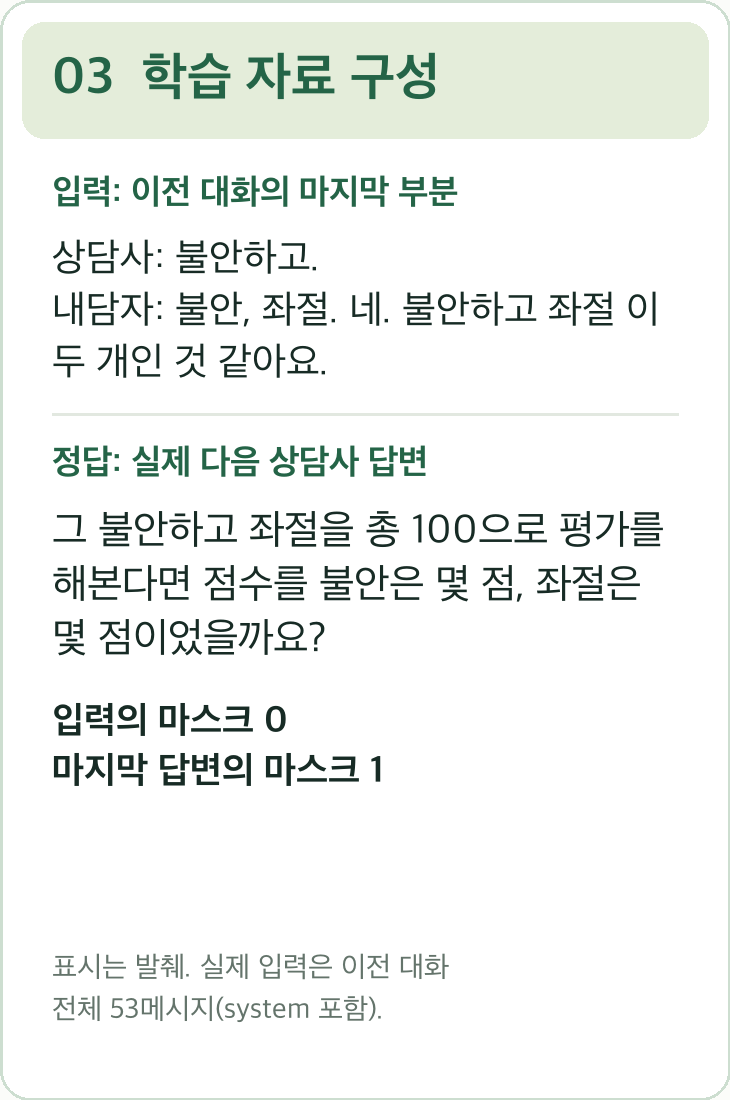 03 학습 자료 구성
입력: 이전 대화의 마지막 부분
상담사: 불안하고.
내담자: 불안, 좌절. 네. 불안하고 좌절 이
두 개인 것 같아요.
정답: 실제 다음 상담사 답변
그 불안하고 좌절을 총 100으로 평가를
해본다면 점수를 불안은 몇 점, 좌절은
몇 점이었을까요?
입력의 마스크 0
마지막 답변의 마스크 1
표시는 발췌. 실제 입력은 이전 대화
전체 53메시지(system 포함).